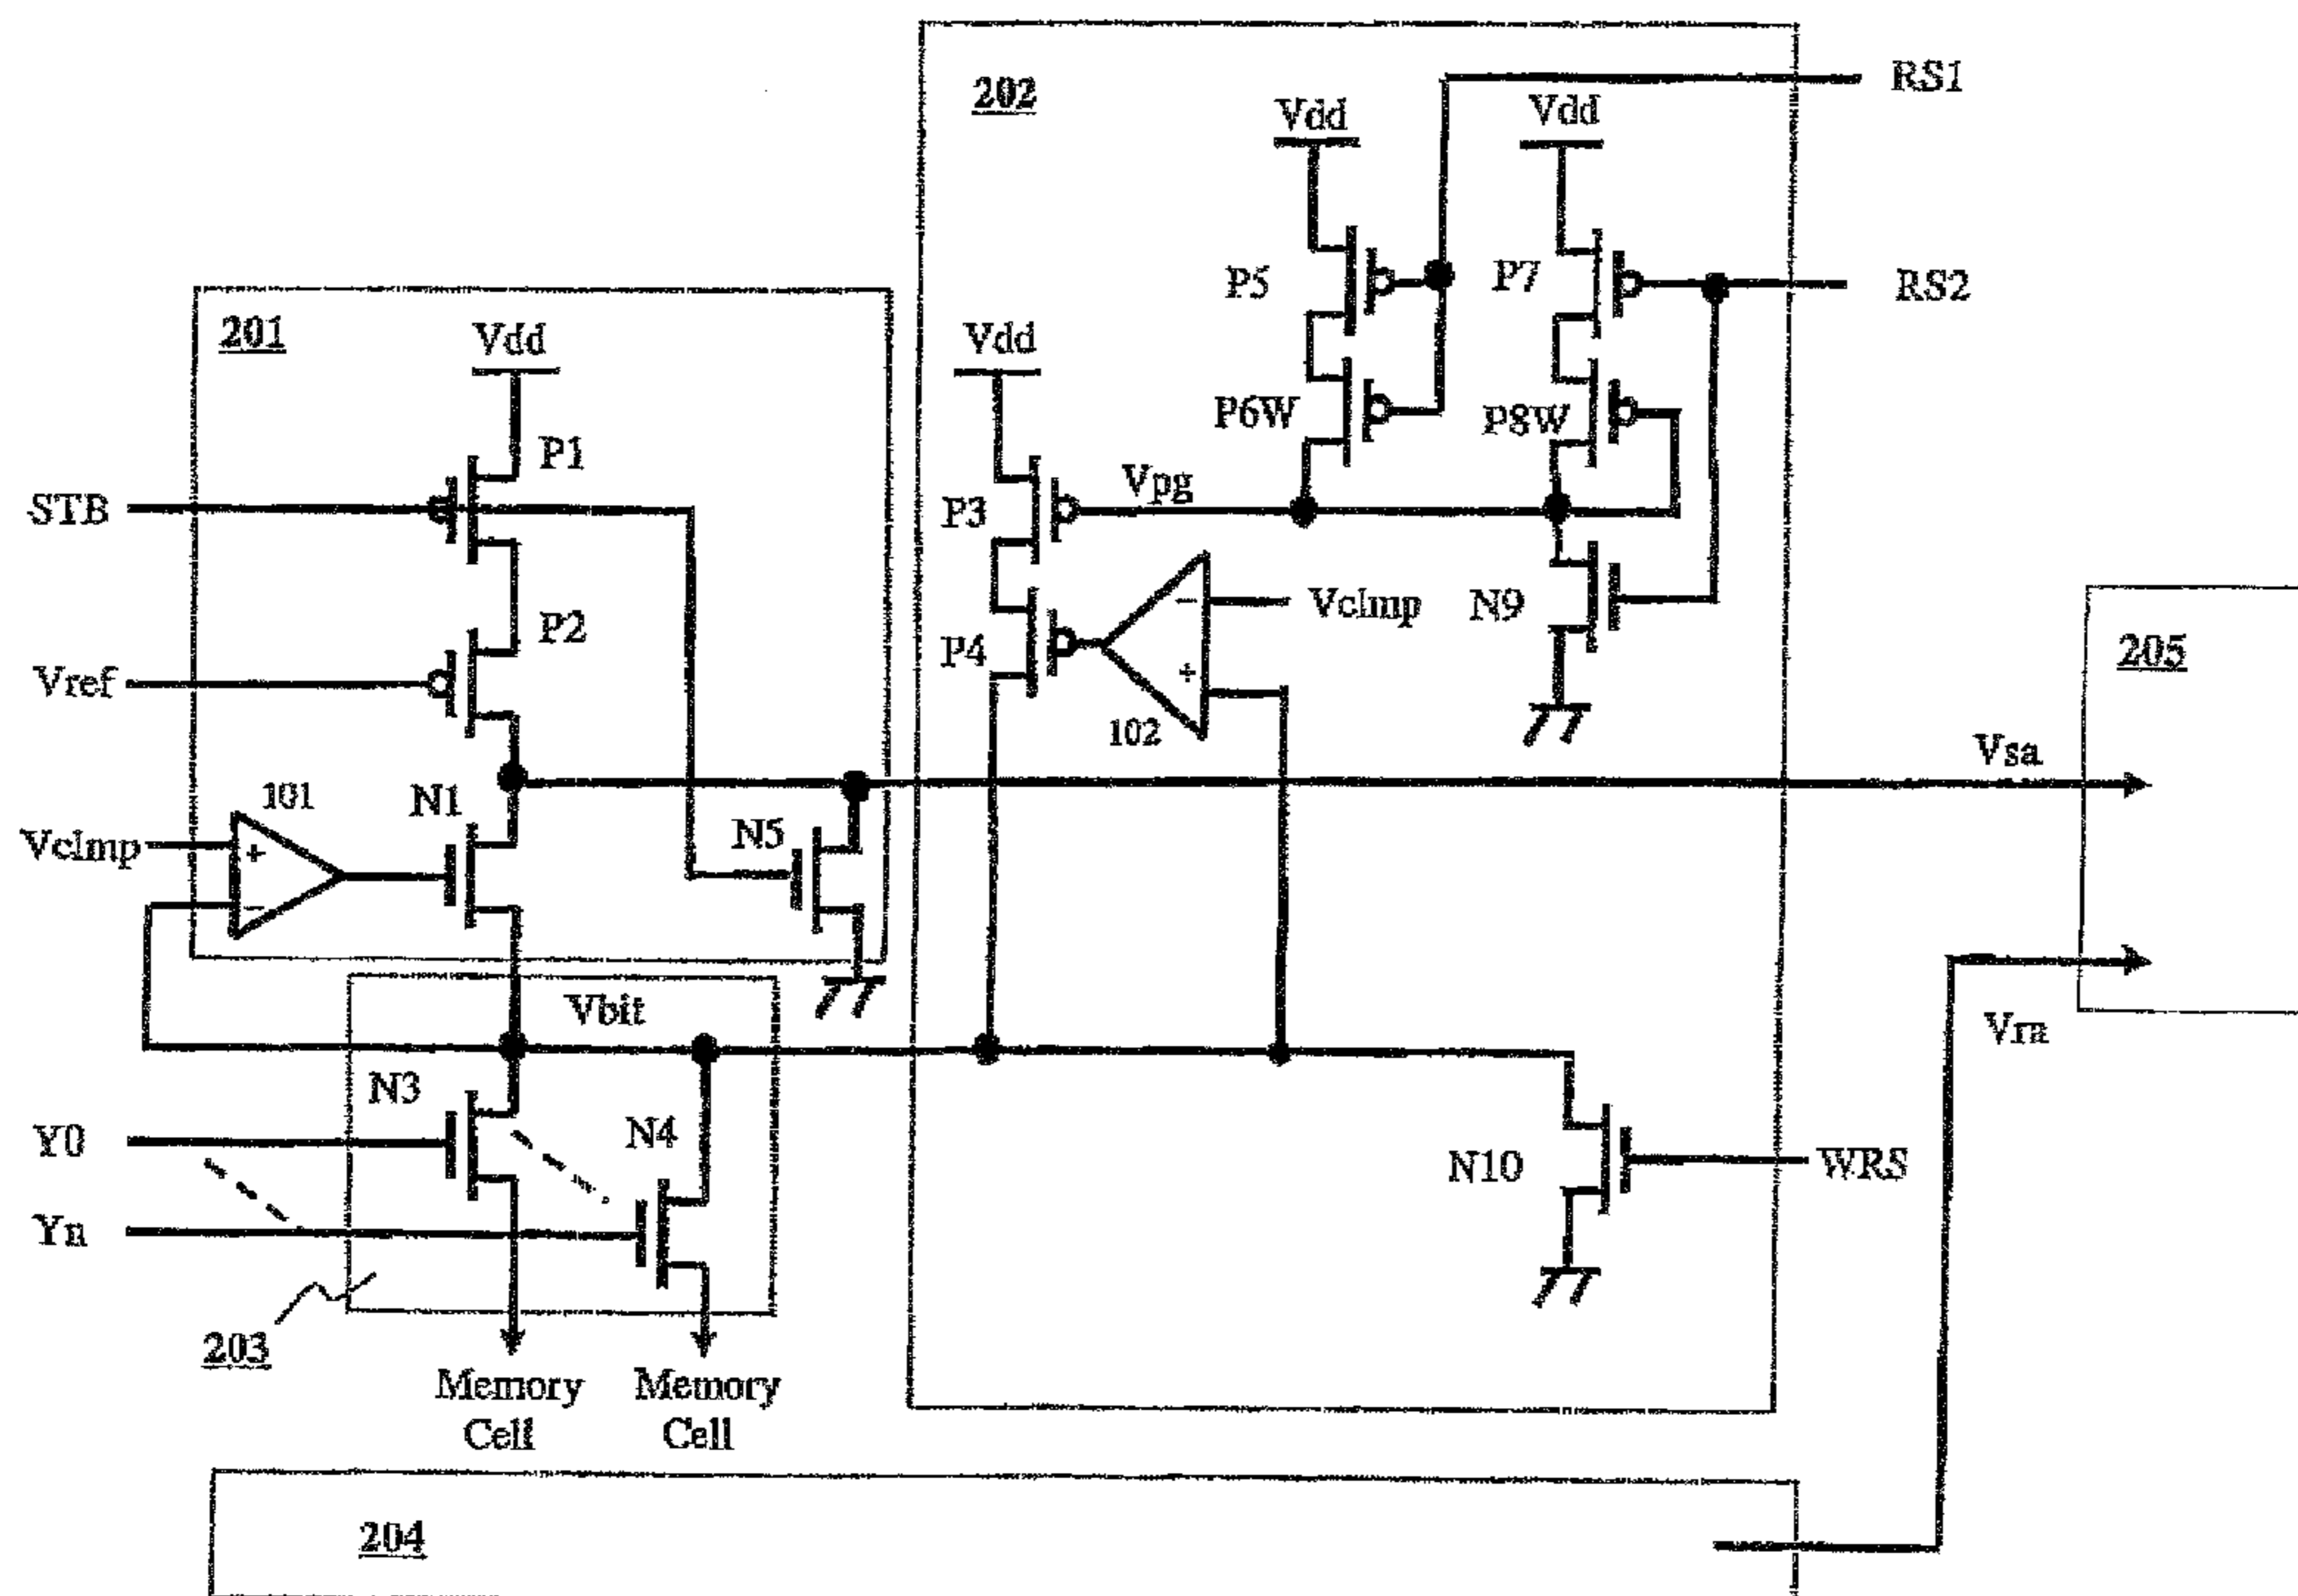 RS1
202
Vdd
Vdd
P5
P7
RS2
201
Vdd
Vdd
P6W
P8W
P1
STB
Vpg
P3
P2
Vclmp
N9
P4
205
Vref
102
Vsa
101
N1
Vclmp
+
−
N5
−
+
Vbit
Vra
N3
Y0
N4
N10
WRS
Yn
203
Memory
Cell
Memory
Cell
204